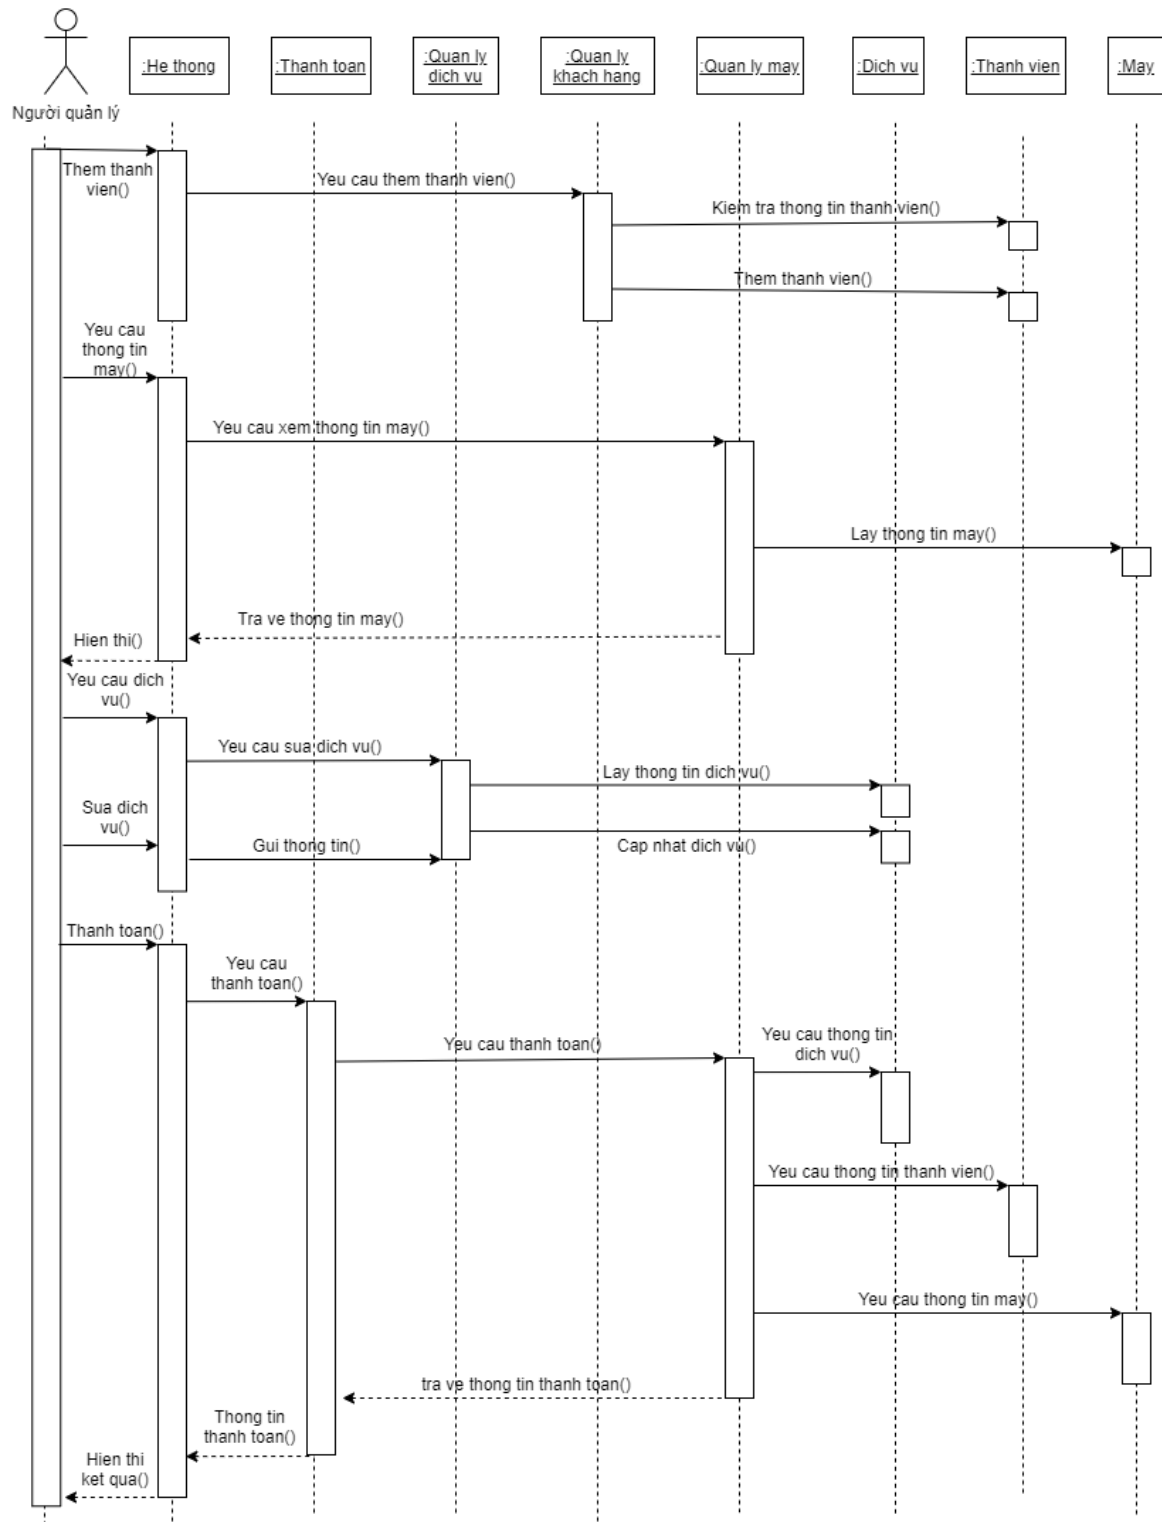 :He thong
:Thanh toan
:Quan ly
dich vu
:Quan ly
khach hang
:Quan ly may
:Dich vu
:Thanh vien
:May
Người quản lý
Them thanh
vien()
Yeu cau them thanh vien()
Kiem tra thong tin thanh vien()
Them thanh vien()
Yeu cau
thong tin
may()
Yeu cau xem thong tin may()
Lay thong tin may()
Tra ve thong tin may()
Hien thi()
Yeu cau dich
vu()
Yeu cau sua dich vu()
Lay thong tin dich vu()
Sua dich
vu()
Gui thong tin()
Cap nhat dich vu()
Thanh toan()
Yeu cau
thanh toan()
Yeu cau thanh toan()
Yeu cau thong tin
dich vu()
Yeu cau thong tin thanh vien()
Yeu cau thong tin may()
tra ve thong tin thanh toan()
Thong tin
thanh toan()
Hien thi
ket qua()